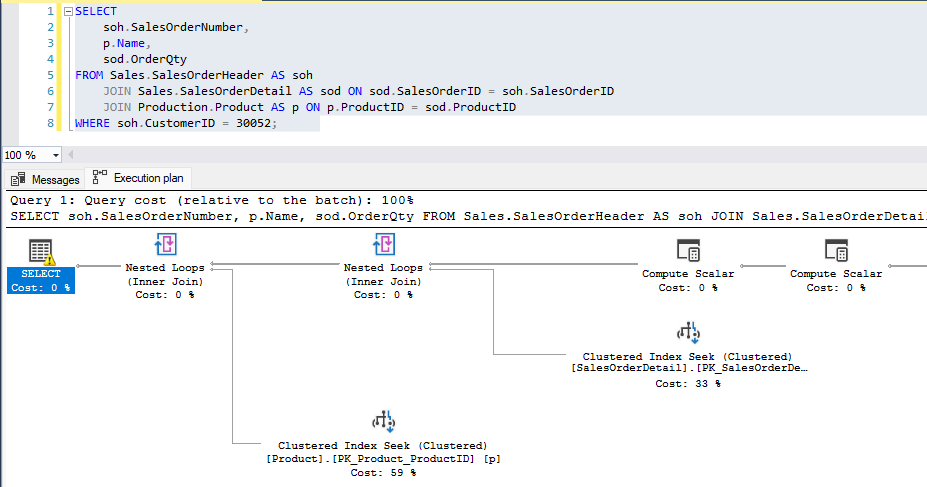 1 SELECT
2 soh.SalesOrderNumber,
3 p.Name,
4 sod.OrderQty
5 FROM Sales.SalesOrderHeader AS soh
6 JOIN Sales.SalesOrderDetail AS sod ON sod.SalesOrderID = soh.SalesOrderID
7 JOIN Production.Product AS p ON p.ProductID = sod.ProductID
8 WHERE soh.CustomerID = 30052;
100 %
Messages Execution plan
Query 1: Query cost (relative to the batch): 100%
SELECT soh.SalesOrderNumber, p.Name, sod.OrderQty FROM Sales.SalesOrderHeader AS soh JOIN Sales.SalesOrderDetai
SELECT
Cost: 0 %
Nested Loops
(Inner Join)
Cost: 0 %
Nested Loops
(Inner Join)
Cost: 0 %
Compute Scalar
Cost: 0 %
Compute Scalar
Cost: 0 %
Clustered Index Seek (Clustered)
[SalesOrderDetail].[PK_SalesOrderDe…
Cost: 33 %
Clustered Index Seek (Clustered)
[Product].[PK_Product_ProductID] [p]
Cost: 59 %